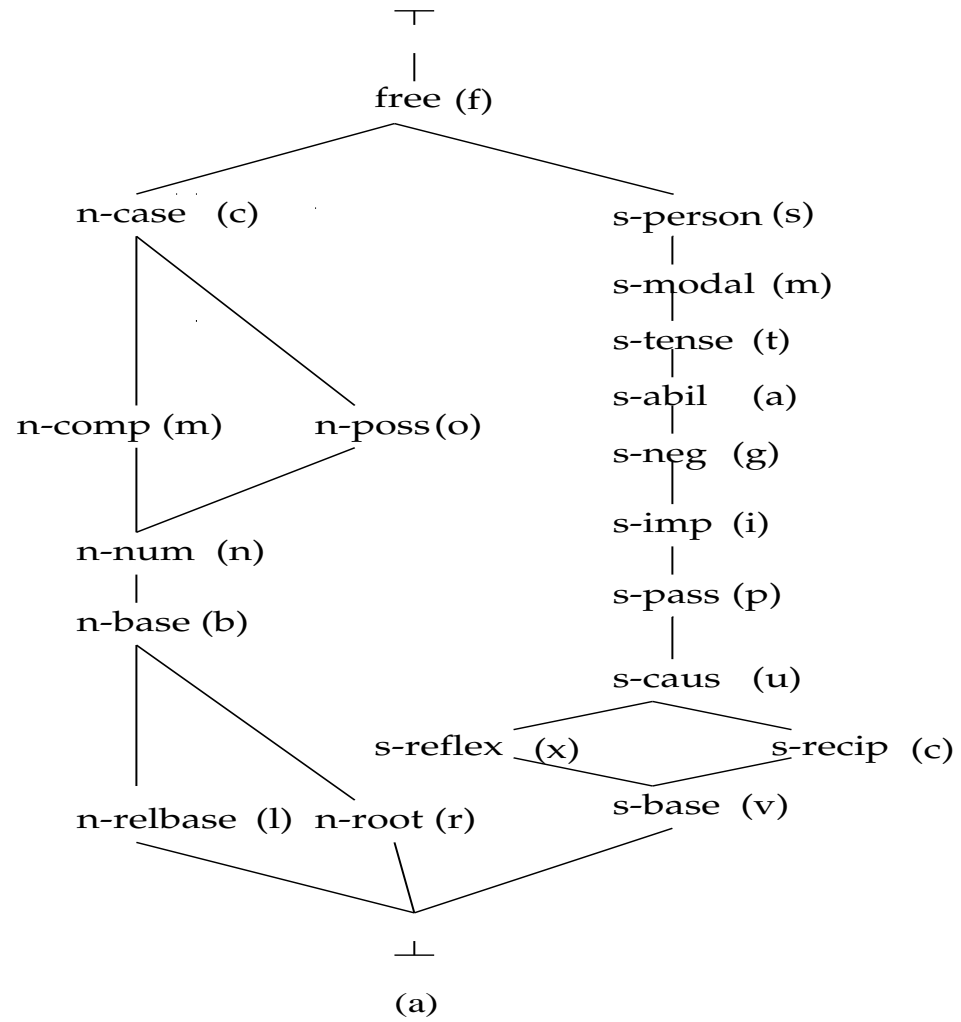 free (f)
n-case (c) s-person (s)
s-modal (m)
s-tense (t)
s-abil (a)
n-comp (m) n-poss (o)
s-neg (g)
s-imp (i)
n-num (n)
s-pass (p)
n-base (b)
s-caus (u)
s-reflex (x) s-recip (c)
s-base (v)
n-relbase (l) n-root (r)
(a)